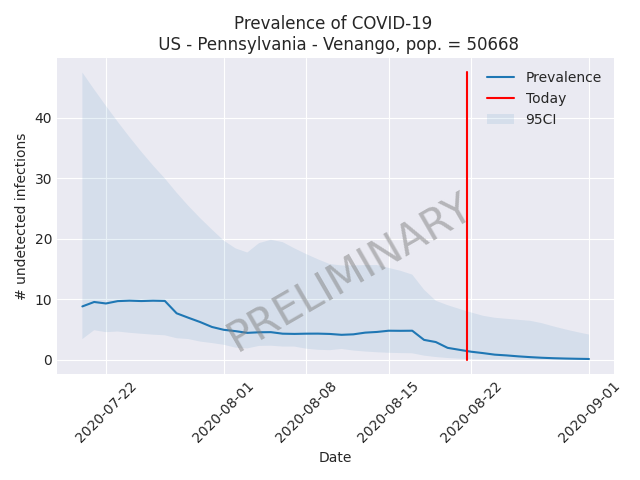 Prevalence of COVID-19
US - Pennsylvania - Venango, pop. = 50668
Prevalence
Today
95CI
PRELIMINARY
# undetected infections
40
30
20
10
0
2020-07-22
2020-08-01
2020-08-08
2020-08-15
2020-08-22
2020-09-01
Date